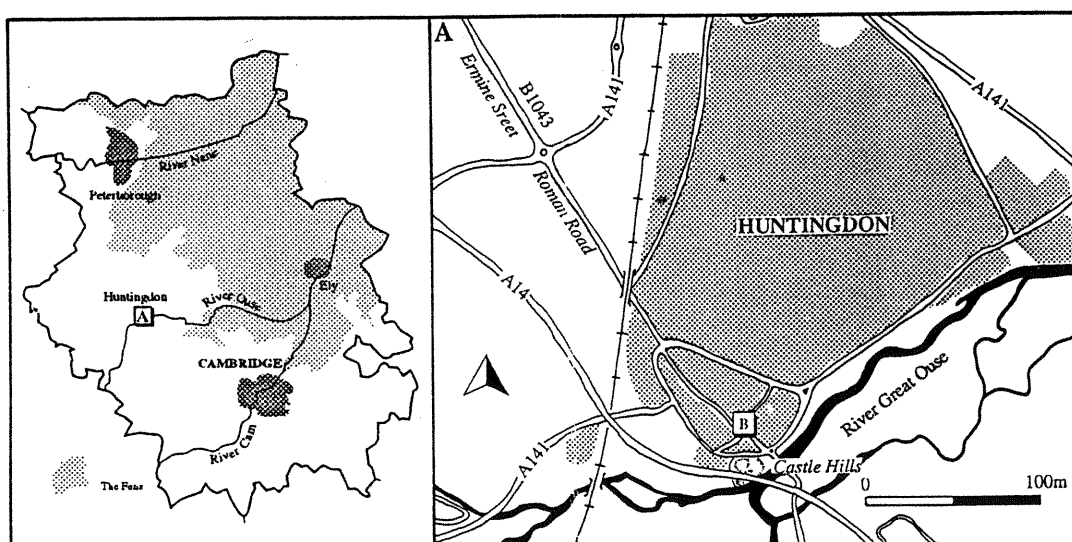 River Nene
Peterborough
Huntingdon
A
River Ouse
Ely
CAMBRIDGE
River Cam
The Fens
A
Ermine Sreet
B1043
A141
A141
Roman Road
HUNTINGDON
A14
B
River Great Ouse
A141
Castle Hills
0 100m